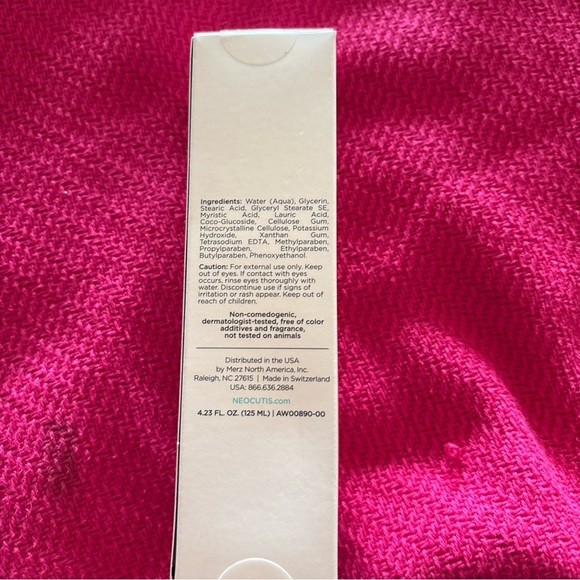 Ingredients: Water (Aqua), Glycerin,
Stearic Acid, Glyceryl Stearate SE,
Myristic Acid, Lauric Acid,
Coco-Glucoside, Cellulose Gum,
Microcrystalline Cellulose, Potassium
Hydroxide, Xanthan Gum,
Tetrasodium EDTA, Methylparaben,
Propylparaben, Ethylparaben,
Butylparaben, Phenoxyethanol.
Caution: For external use only. Keep
out of eyes. If contact with eyes
occurs, rinse eyes thoroughly with
water. Discontinue use if signs of
irritation or rash appear. Keep out of
reach of children.
Non-comedogenic,
dermatologist-tested, free of color
additives and fragrance,
not tested on animals
Distributed in the USA
by Merz North America, Inc.
Raleigh, NC 27615 | Made in Switzerland
USA: 866.636.2884
NEOCUTIS.com
4.23 FL. OZ. (125 ML) | AW00890-00